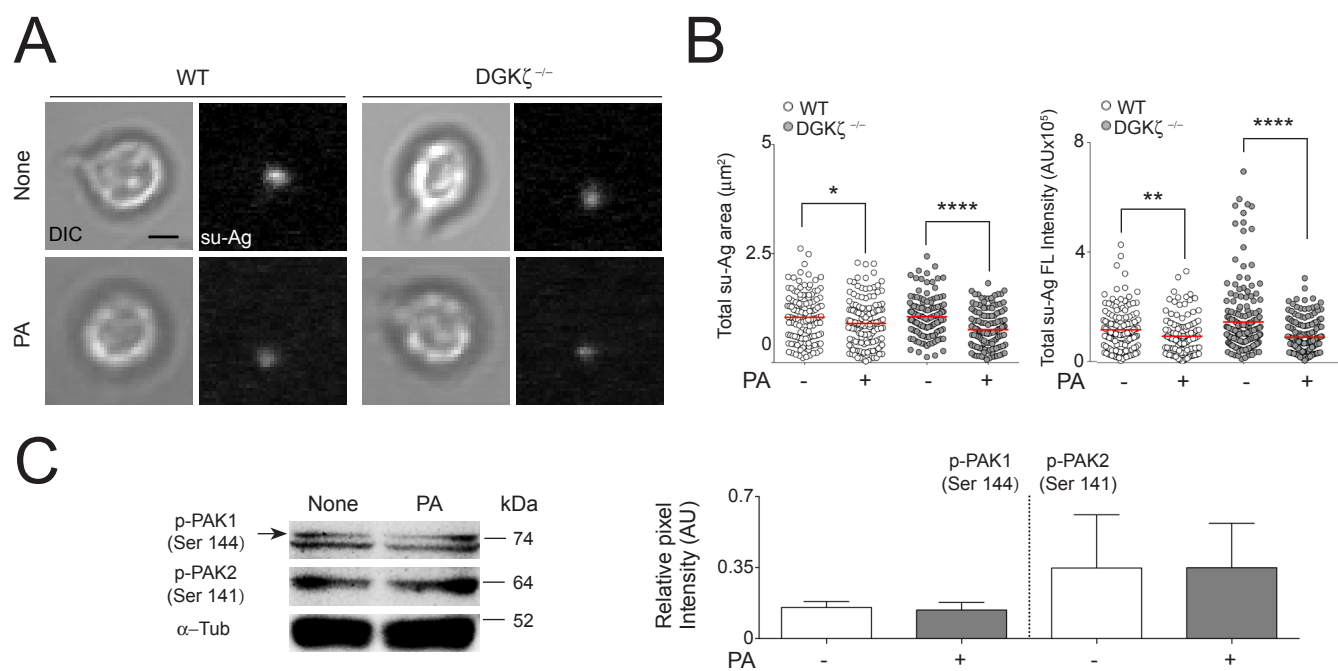 A
WT
DGKζ −/−
None
DIC
su-Ag
PA
B
WT
DGKζ −/−
Total su-Ag area (μm²)
5
2.5
0
*
****
PA - + - +
WT
DGKζ −/−
Total su-Ag FL Intensity (AUx10⁵)
8
4
0
**
****
PA - + - +
C
None PA kDa
p-PAK1
(Ser 144)
74
p-PAK2
(Ser 141)
64
α−Tub
52
p-PAK1
(Ser 144)
p-PAK2
(Ser 141)
Relative pixel
Intensity (AU)
0.7
0.35
0
PA - + - +